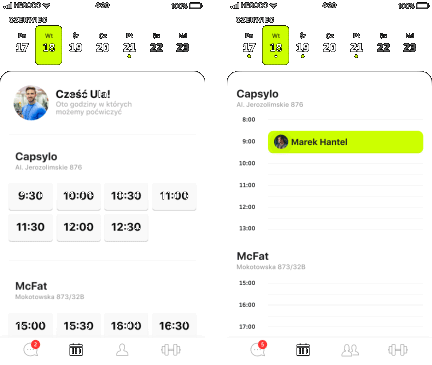 100%
CZERWIEC
Po Wt Śr Cz Pt So Nd
17 18 19 20 21 22 23
Cześć Ula!
Oto godziny w których
możemy poćwiczyć
Capsylo
Al. Jerozolimskie 876
9:30 10:00 10:30 11:00
11:30 12:00 12:30
McFat
Mokotowska 873/32B
15:00 15:30 16:00 16:30
2
100%
CZERWIEC
Po Wt Śr Cz Pt So Nd
17 18 19 20 21 22 23
Capsylo
Al. Jerozolimskie 876
8:00
9:00
Marek Hantel
10:00
11:00
12:00
McFat
Mokotowska 873/32B
15:00
16:00
17:00
5